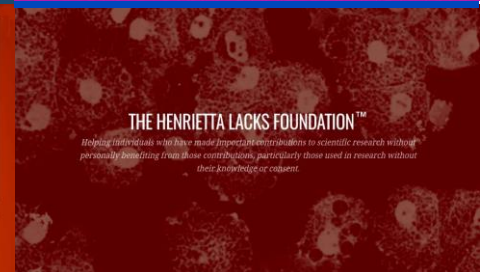 THE HENRIETTA LACKS FOUNDATION™
Helping individuals who have made important contributions to scientific research without
personally benefiting from those contributions, particularly those used in research without
their knowledge or consent.